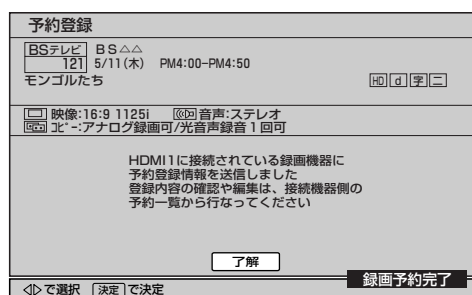 予約登録
BSテレビ BS△△
121 5/11(木) PM4:00-PM4:50
モンゴルたち
HD d 字 二
映像:16:9 1125i 音声:ステレオ
コピー:アナログ録画可/光音声録音1回可
HDMI1に接続されている録画機器に
予約登録情報を送信しました
登録内容の確認や編集は、接続機器側の
予約一覧から行なってください
了解
録画予約完了
で選択 決定で決定